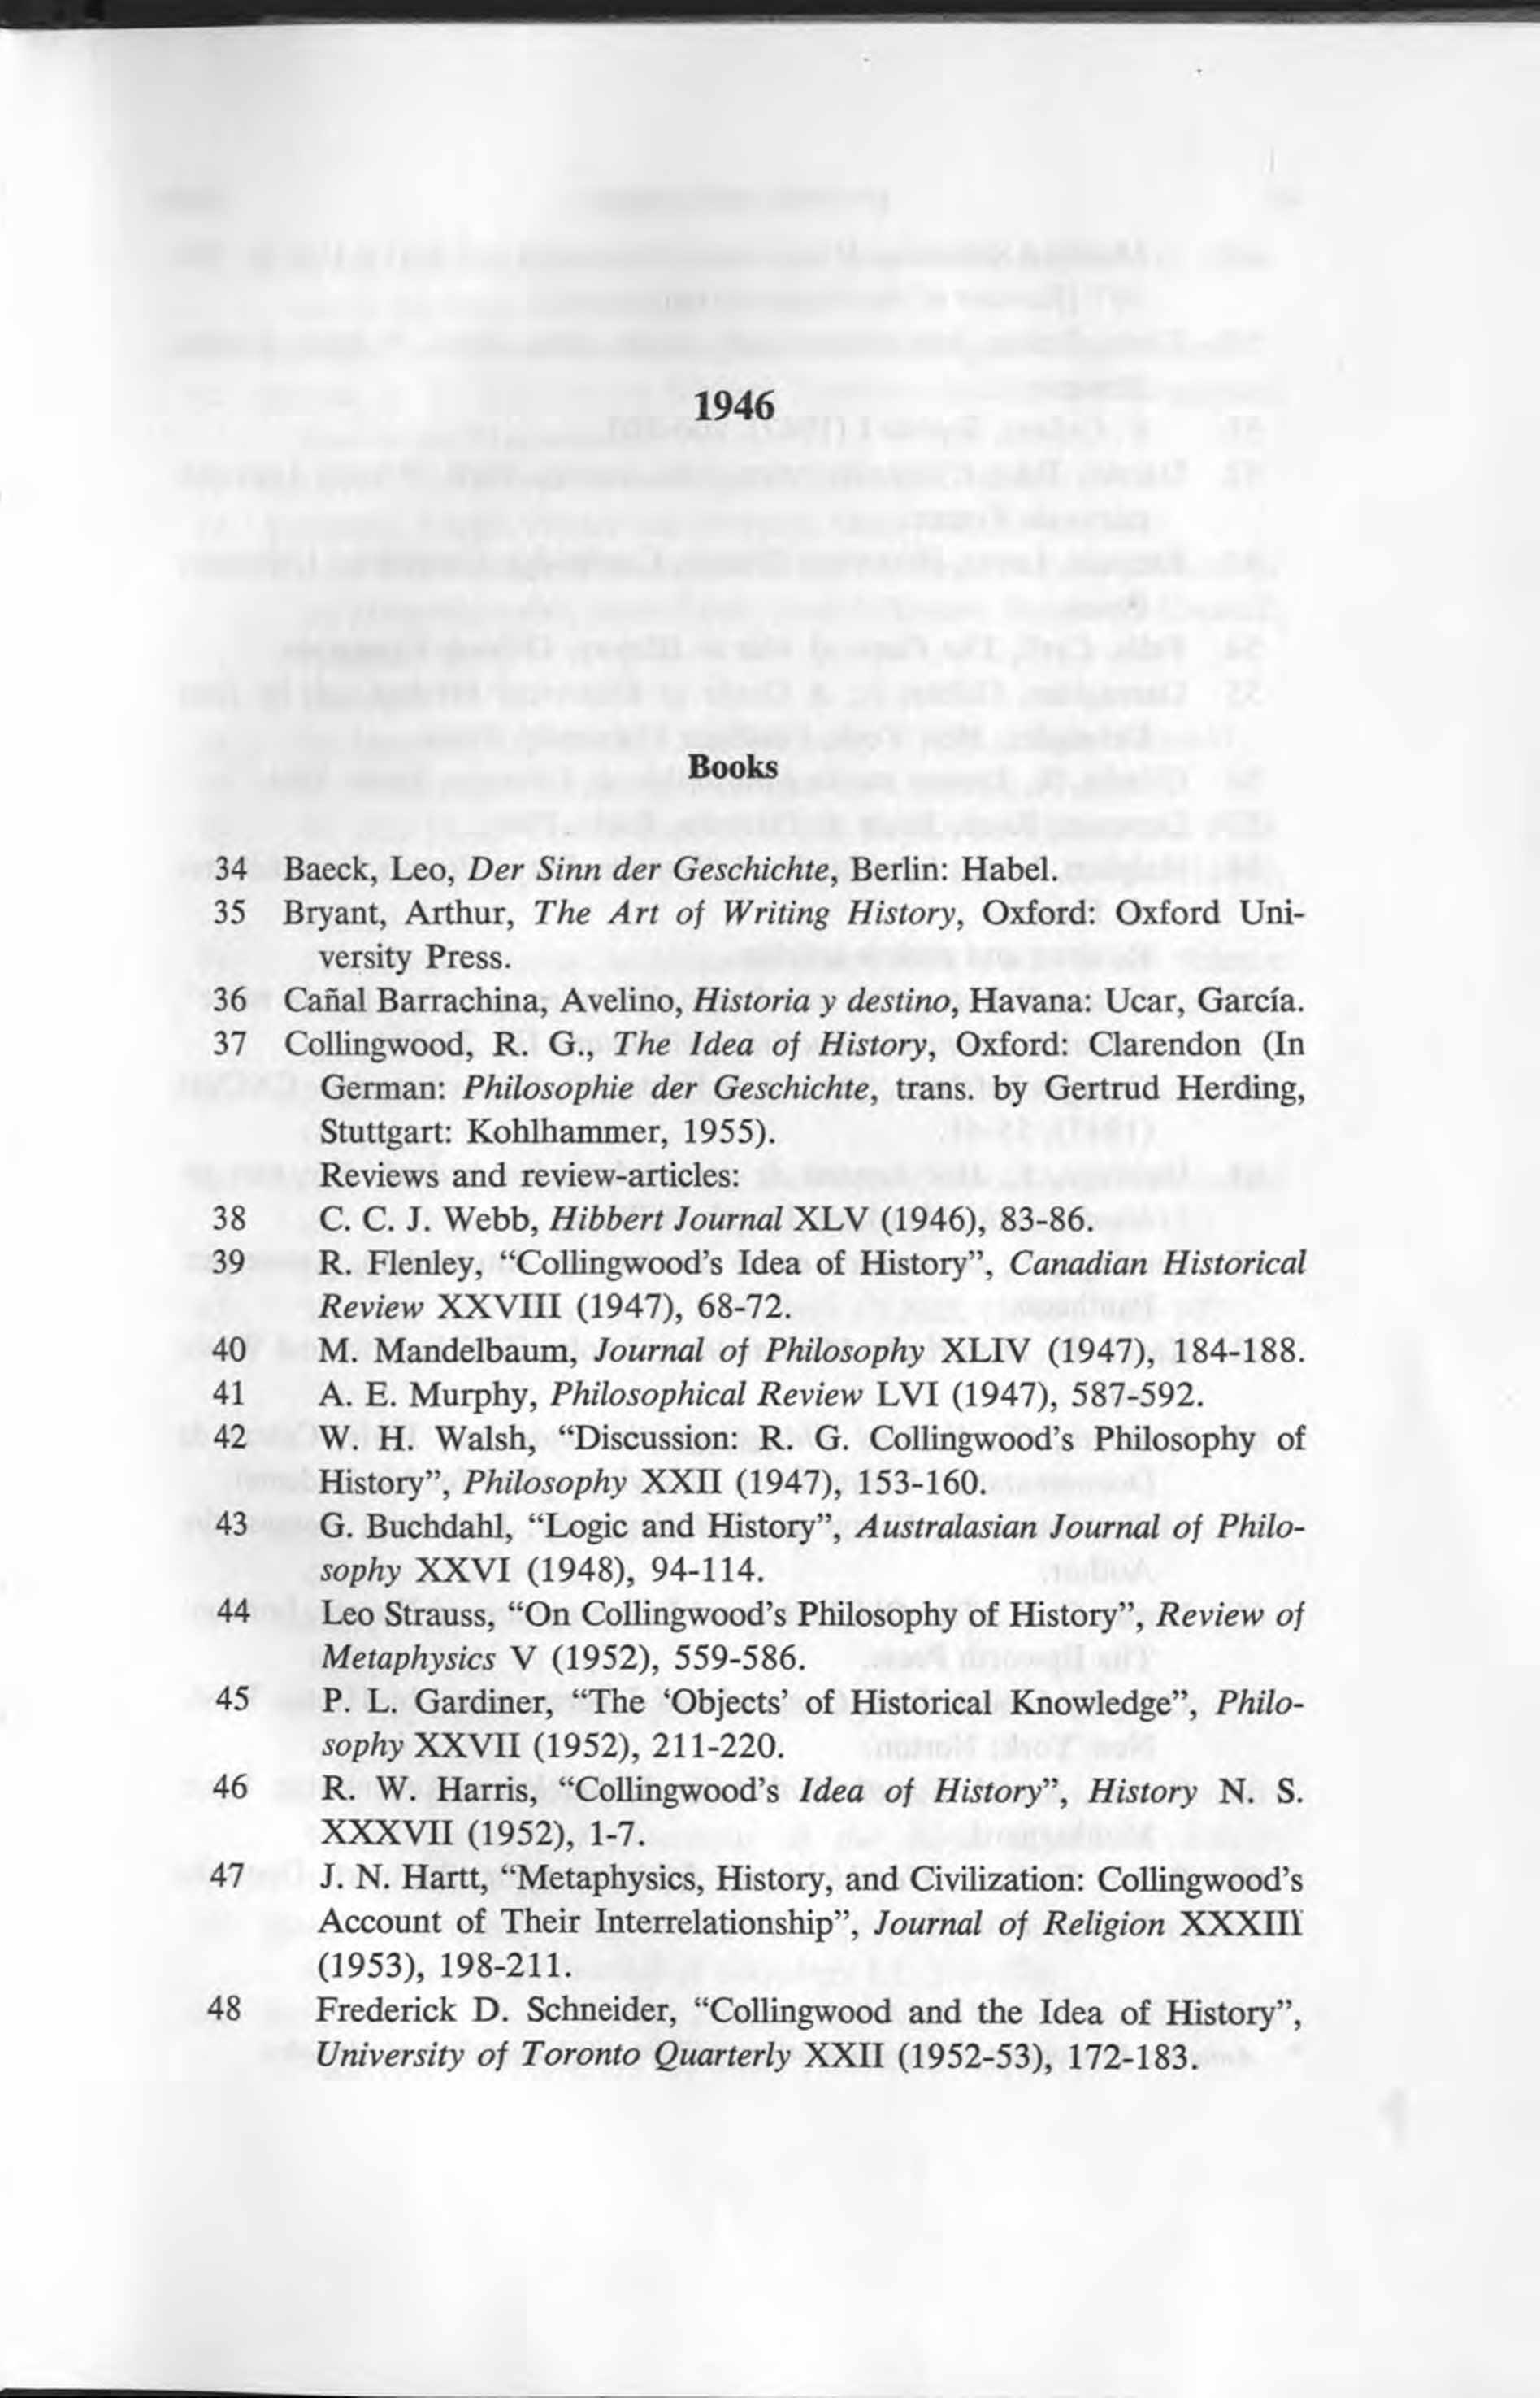 1946
Books
34 Baeck, Leo, Der Sinn der Geschichte, Berlin: Habel.
35 Bryant, Arthur, The Art of Writing History, Oxford: Oxford Uni-
versity Press.
36 Cañal Barrachina, Avelino, Historia y destino, Havana: Ucar, García.
37 Collingwood, R. G., The Idea of History, Oxford: Clarendon (In
German: Philosophie der Geschichte, trans. by Gertrud Herding,
Stuttgart: Kohlhammer, 1955).
Reviews and review-articles:
38 C. C. J. Webb, Hibbert Journal XLV (1946), 83-86.
39 R. Flenley, “Collingwood’s Idea of History”, Canadian Historical
Review XXVIII (1947), 68-72.
40 M. Mandelbaum, Journal of Philosophy XLIV (1947), 184-188.
41 A. E. Murphy, Philosophical Review LVI (1947), 587-592.
42 W. H. Walsh, “Discussion: R. G. Collingwood’s Philosophy of
History”, Philosophy XXII (1947), 153-160.
43 G. Buchdahl, “Logic and History”, Australasian Journal of Philo-
sophy XXVI (1948), 94-114.
44 Leo Strauss, “On Collingwood’s Philosophy of History”, Review of
Metaphysics V (1952), 559-586.
45 P. L. Gardiner, “The ‘Objects’ of Historical Knowledge”, Philo-
sophy XXVII (1952), 211-220.
46 R. W. Harris, “Collingwood’s Idea of History”, History N. S.
XXXVII (1952), 1-7.
47 J. N. Hartt, “Metaphysics, History, and Civilization: Collingwood’s
Account of Their Interrelationship”, Journal of Religion XXXIII
(1953), 198-211.
48 Frederick D. Schneider, “Collingwood and the Idea of History”,
University of Toronto Quarterly XXII (1952-53), 172-183.